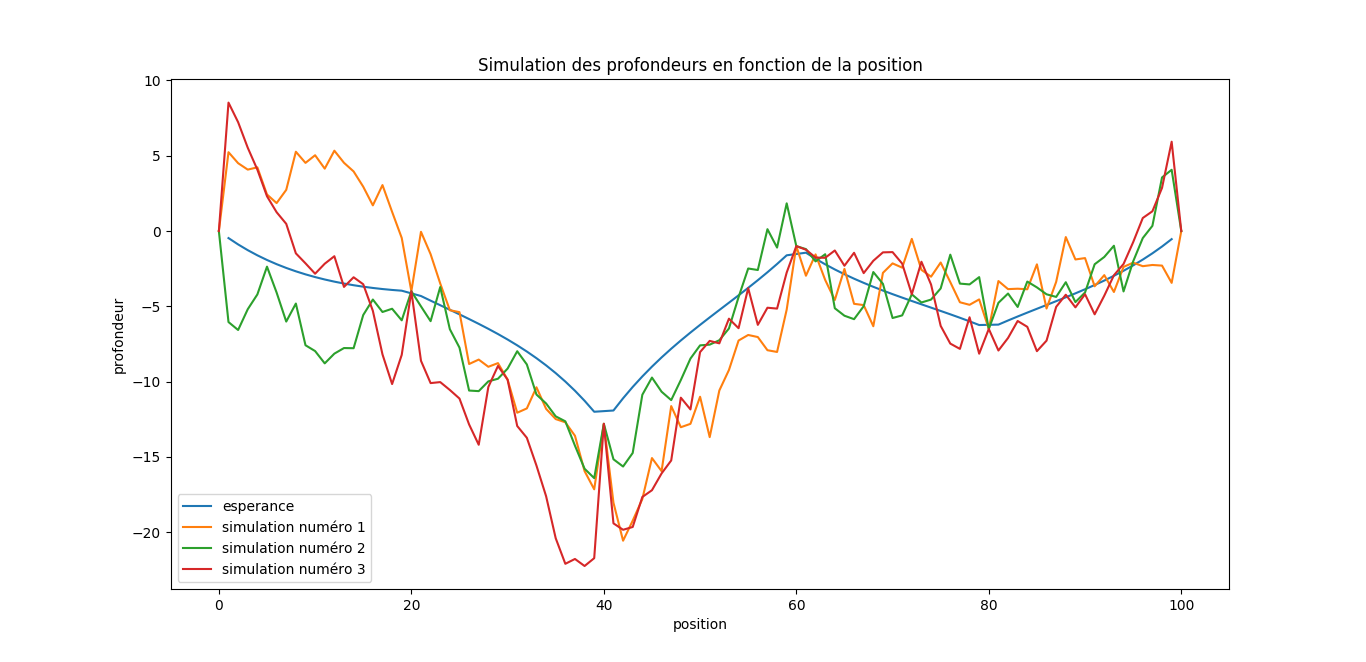 Simulation des profondeurs en fonction de la position
10
5
0
−5
−10
−15
−20
profondeur
esperance
simulation numéro 1
simulation numéro 2
simulation numéro 3
0 20 40 60 80 100
position